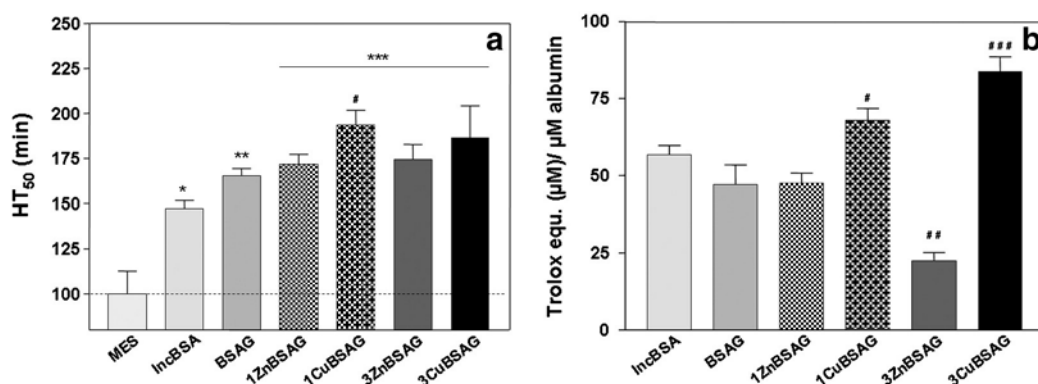 a
HT50 (min)
250
225
200
175
150
125
100
*
**
***
#
MES
IncBSA
BSAG
1ZnBSAG
1CuBSAG
3ZnBSAG
3CuBSAG
b
Trolox equ. (µM)/ µM albumin
100
75
50
25
0
#
##
###
IncBSA
BSAG
1ZnBSAG
1CuBSAG
3ZnBSAG
3CuBSAG